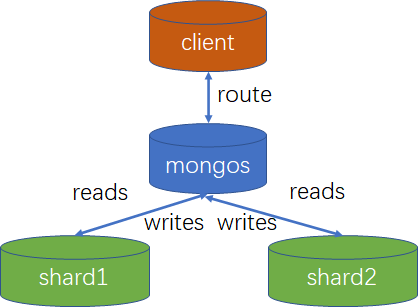 client
route
mongos
reads
reads
writes
writes
shard1
shard2